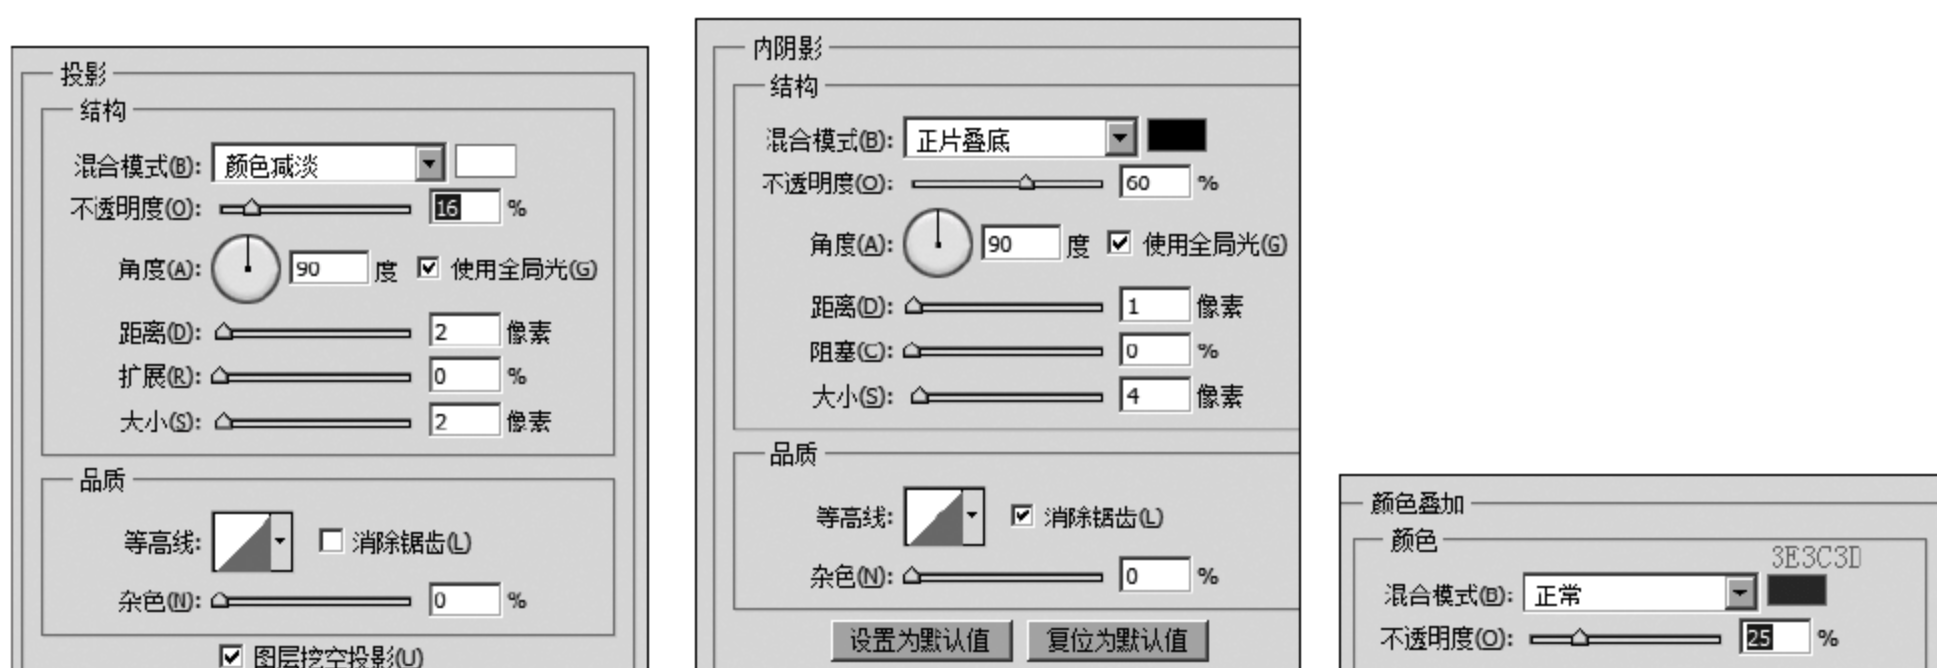 投影
结构
混合模式(B): 颜色减淡
不透明度(O): 16 %
角度(A): 90 度 使用全局光(G)
距离(D): 2 像素
扩展(R): 0 %
大小(S): 2 像素
品质
等高线: 消除锯齿(L)
杂色(N): 0 %
图层挖空投影(U)
内阴影
结构
混合模式(B): 正片叠底
不透明度(O): 60 %
角度(A): 90 度 使用全局光(G)
距离(D): 1 像素
阻塞(C): 0 %
大小(S): 4 像素
品质
等高线: 消除锯齿(L)
杂色(N): 0 %
设置为默认值 复位为默认值
颜色叠加
颜色
3E3C3D
混合模式(B): 正常
不透明度(O): 25 %